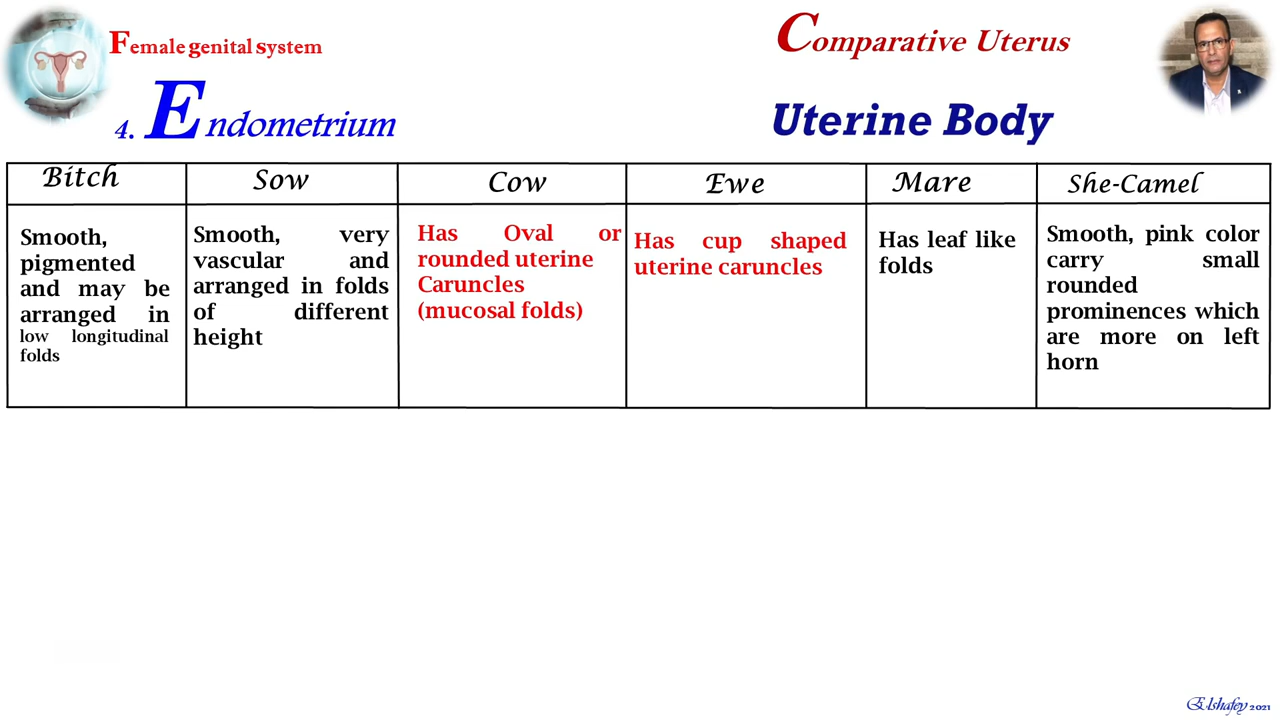 Female genital system
Comparative Uterus
4. Endometrium
Uterine Body
Bitch
Sow
Cow
Ewe
Mare
She-Camel
Smooth,
pigmented
and may be
arranged in
low longitudinal
folds
Smooth, very
vascular and
arranged in folds
of different
height
Has Oval or
rounded uterine
Caruncles
(mucosal folds)
Has cup shaped
uterine caruncles
Has leaf like
folds
Smooth, pink color
carry small
rounded
prominences which
are more on left
horn
Elshafey 2021